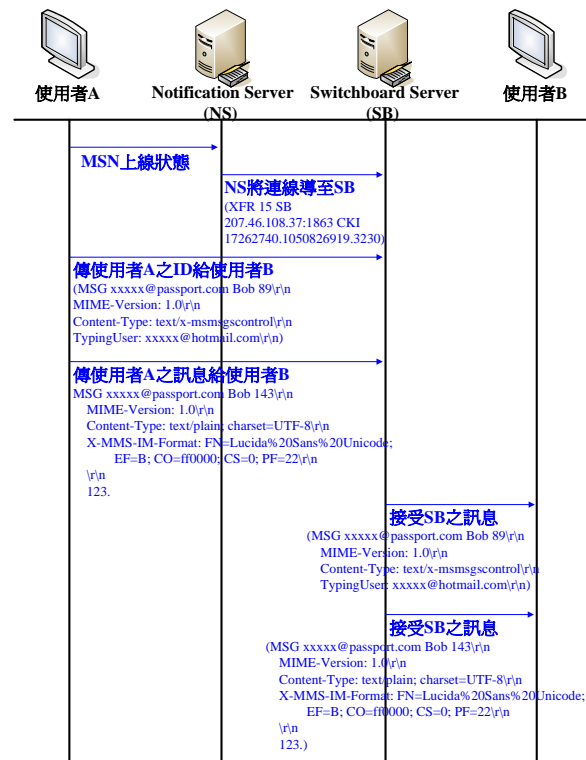 使用者A
Notification Server
(NS)
Switchboard Server
(SB)
使用者B
MSN上線狀態
NS將連線導至SB
(XFR 15 SB
207.46.108.37:1863 CKI
17262740.1050826919.3230)
傳使用者A之ID給使用者B
(MSG xxxxx@passport.com Bob 89\r\n
MIME-Version: 1.0\r\n
Content-Type: text/x-msmsgscontrol\r\n
TypingUser: xxxxx@hotmail.com\r\n)
傳使用者A之訊息給使用者B
MSG xxxxx@passport.com Bob 143\r\n
MIME-Version: 1.0\r\n
Content-Type: text/plain; charset=UTF-8\r\n
X-MMS-IM-Format: FN=Lucida%20Sans%20Unicode;
EF=B; CO=ff0000; CS=0; PF=22\r\n
\r\n
123.
接受SB之訊息
(MSG xxxxx@passport.com Bob 89\r\n
MIME-Version: 1.0\r\n
Content-Type: text/x-msmsgscontrol\r\n
TypingUser: xxxxx@hotmail.com\r\n)
接受SB之訊息
(MSG xxxxx@passport.com Bob 143\r\n
MIME-Version: 1.0\r\n
Content-Type: text/plain; charset=UTF-8\r\n
X-MMS-IM-Format: FN=Lucida%20Sans%20Unicode;
EF=B; CO=ff0000; CS=0; PF=22\r\n
\r\n
123.)